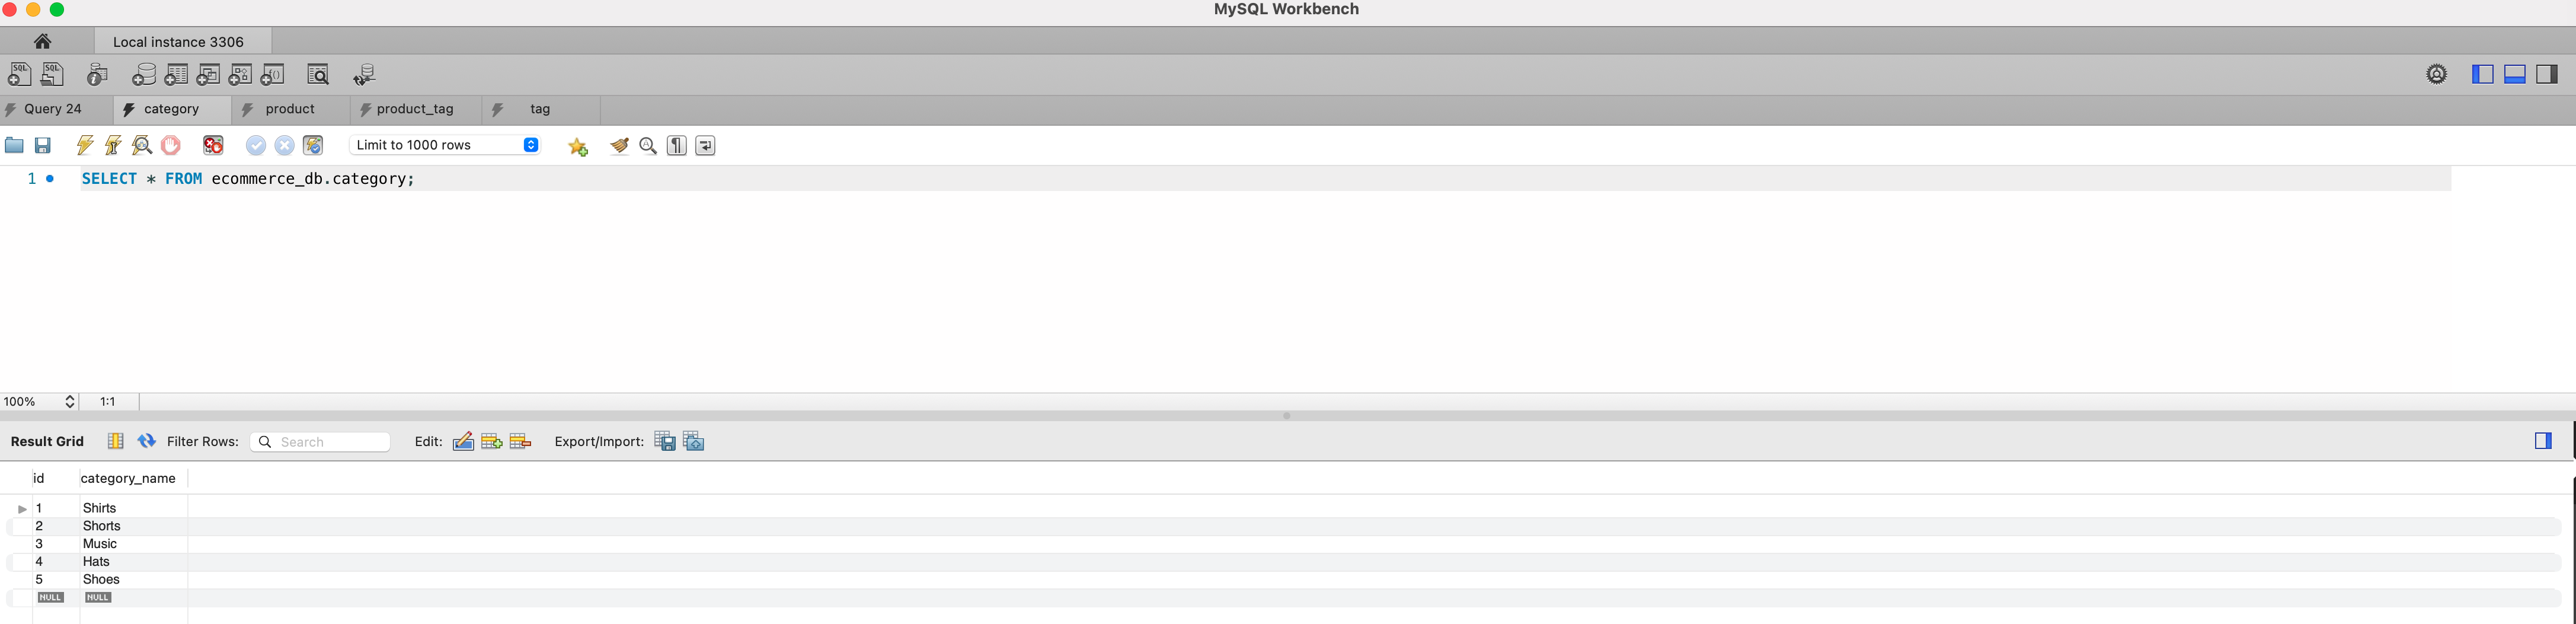 MySQL Workbench
Local instance 3306
SQL SQL
Query 24 category product product_tag tag
Limit to 1000 rows
1 SELECT * FROM ecommerce_db.category;
100% 1:1
Result Grid Filter Rows: Search Edit: Export/Import:
id category_name
1 Shirts
2 Shorts
3 Music
4 Hats
5 Shoes
NULL NULL